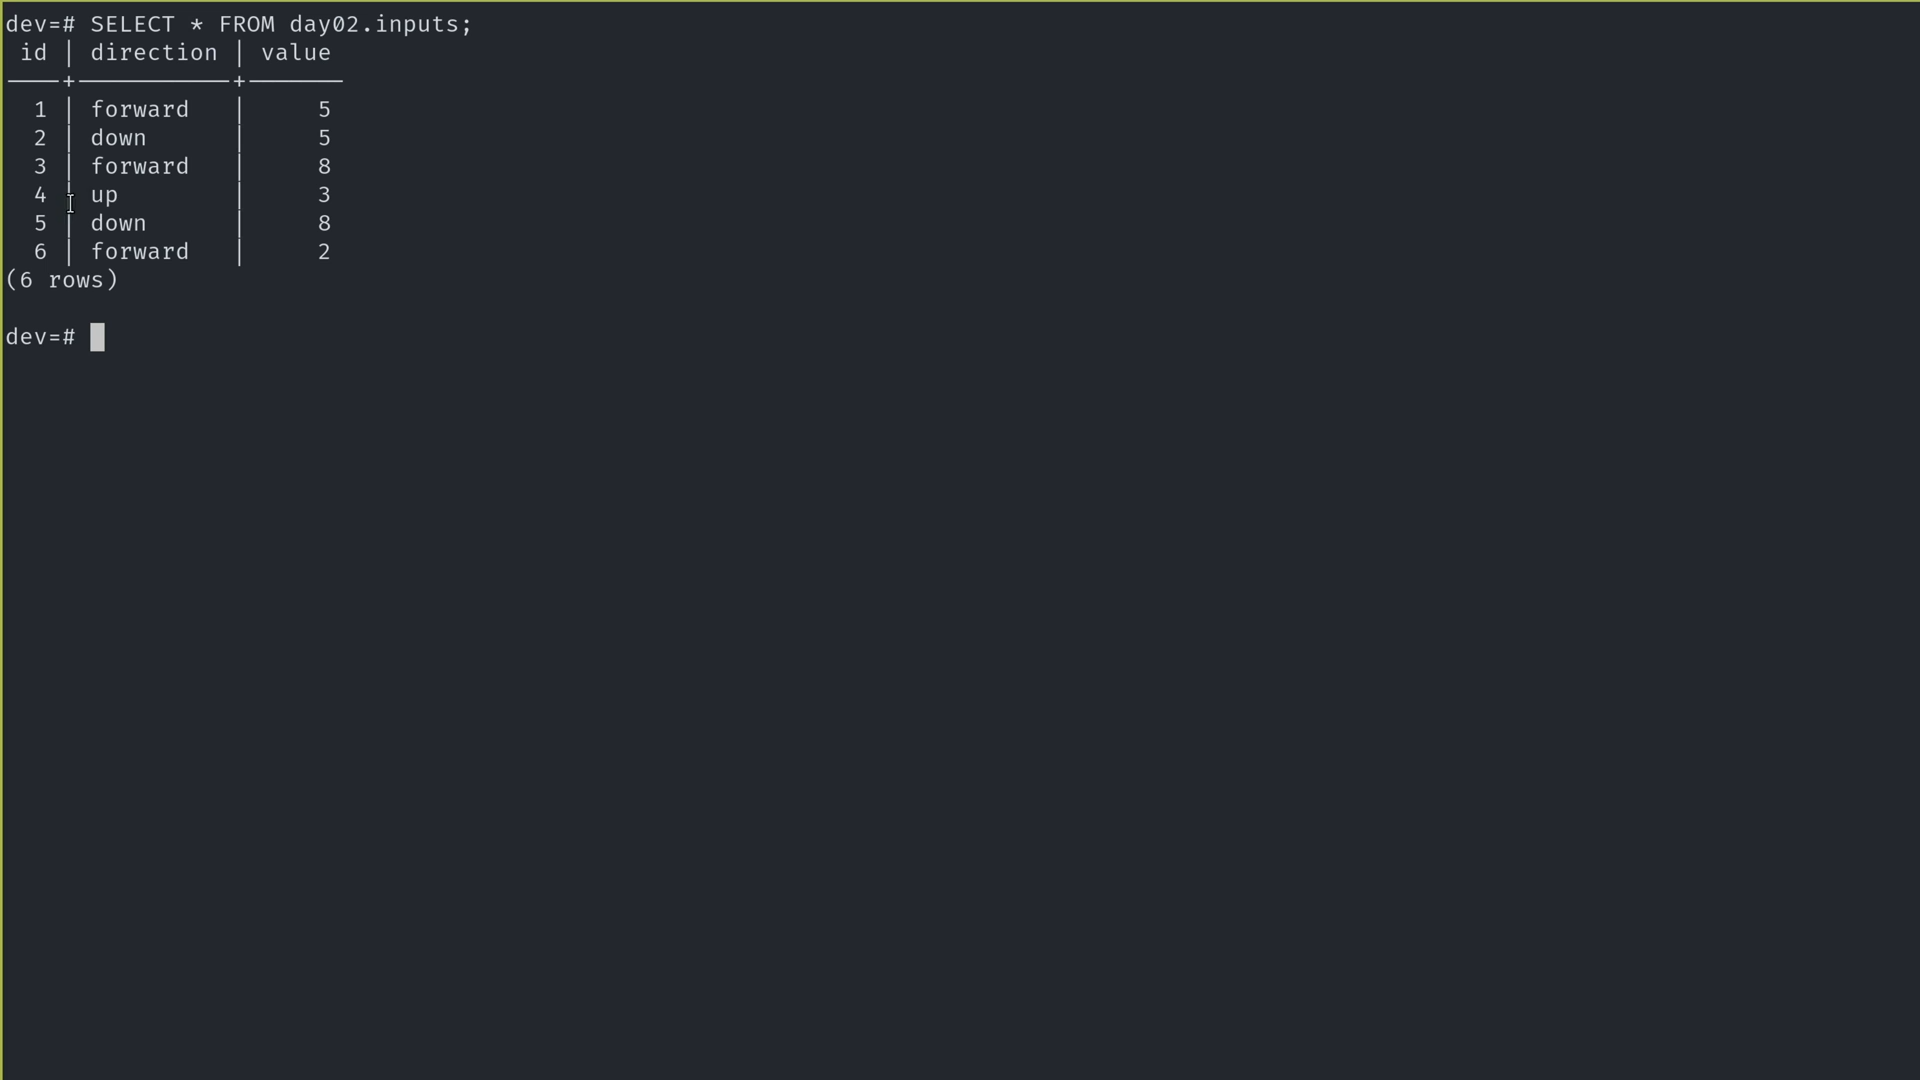 dev=# SELECT * FROM day02.inputs;
 id | direction | value
----+-----------+-------
  1 | forward   |     5
  2 | down      |     5
  3 | forward   |     8
  4 | up        |     3
  5 | down      |     8
  6 | forward   |     2
(6 rows)

dev=#